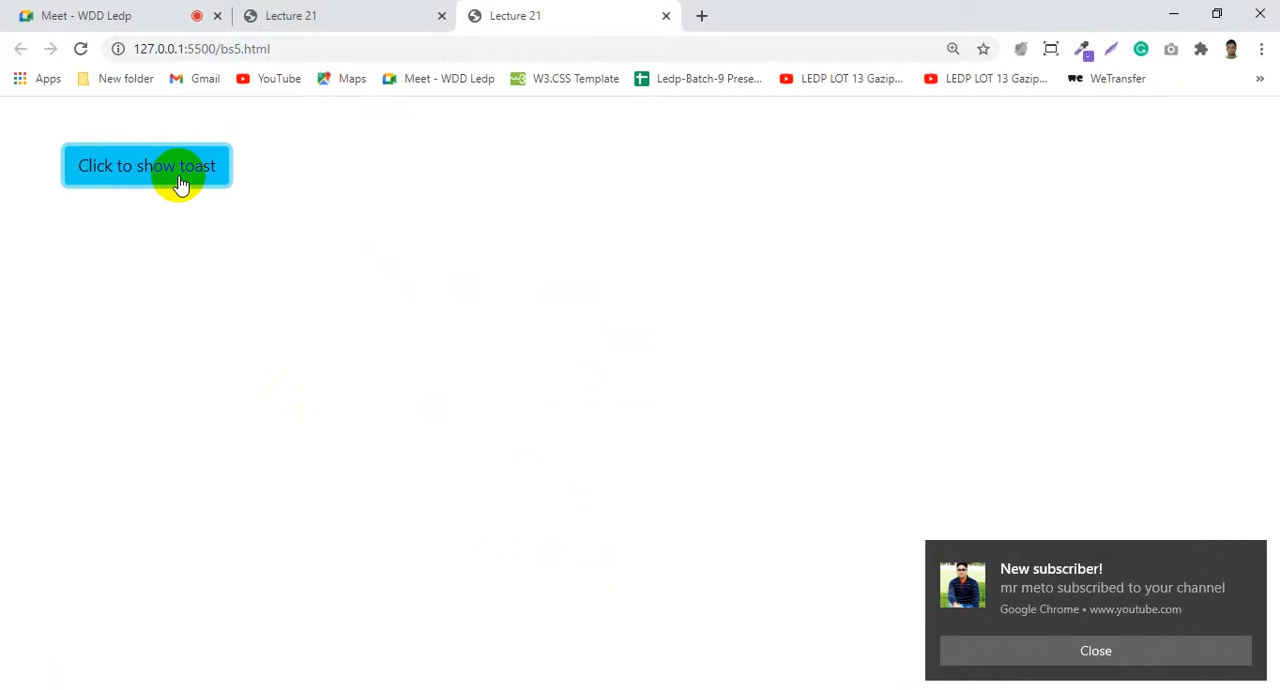 Meet - WDD Ledp
Lecture 21
Lecture 21
127.0.0.1:5500/bs5.html
Apps
New folder
Gmail
YouTube
Maps
Meet - WDD Ledp
W3.CSS Template
Ledp-Batch-9 Prese...
LEDP LOT 13 Gazip...
LEDP LOT 13 Gazip...
we WeTransfer
»
Click to show toast
New subscriber!
mr meto subscribed to your channel
Google Chrome • www.youtube.com
Close